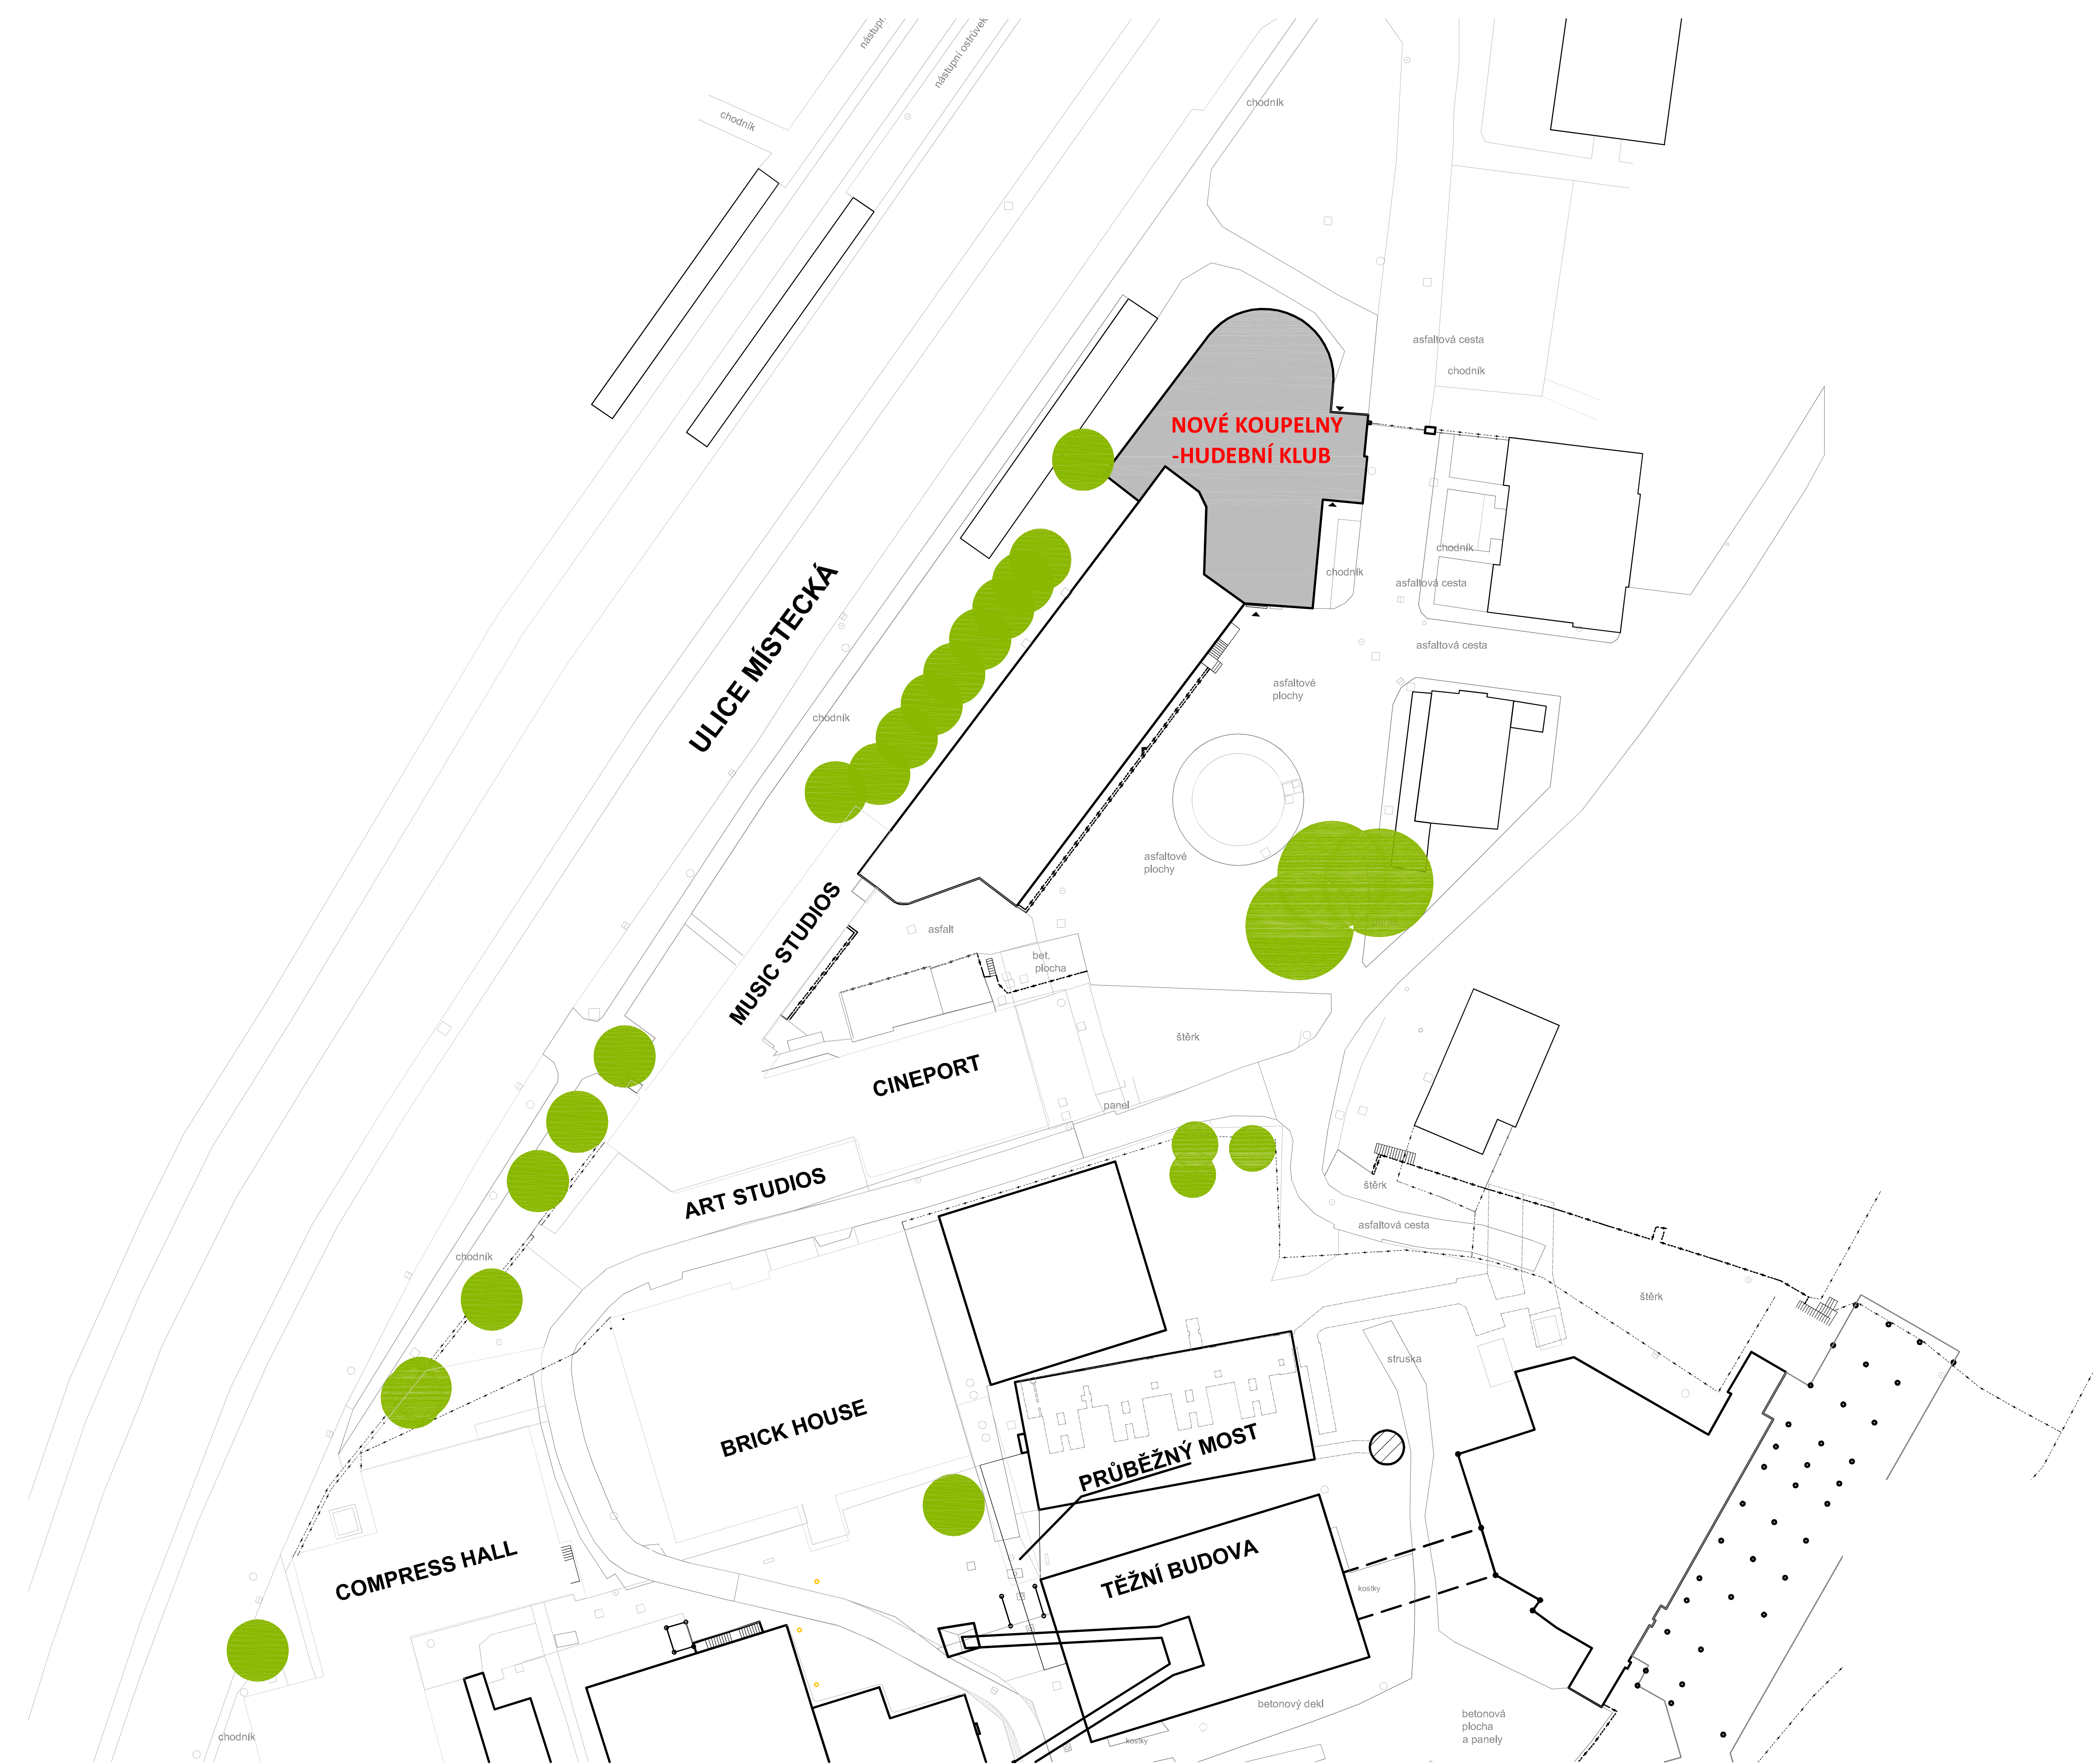 nástupní ostrůvek
chodník
chodník
asfaltová cesta
chodník
NOVÉ KOUPELNY
-HUDEBNÍ KLUB
chodník
chodník
asfaltová cesta
asfaltová cesta
ULICE MÍSTECKÁ
chodník
asfaltové
plochy
asfaltové
plochy
MUSIC STUDIOS
asfalt
bet.
plocha
štěrk
CINEPORT
panel
ART STUDIOS
štěrk
asfaltová cesta
chodník
štěrk
struska
BRICK HOUSE
PRŮBĚŽNÝ MOST
COMPRESS HALL
TĚŽNÍ BUDOVA
kostky
betonový dekl
betonová
plocha
a panely
chodník
kostky